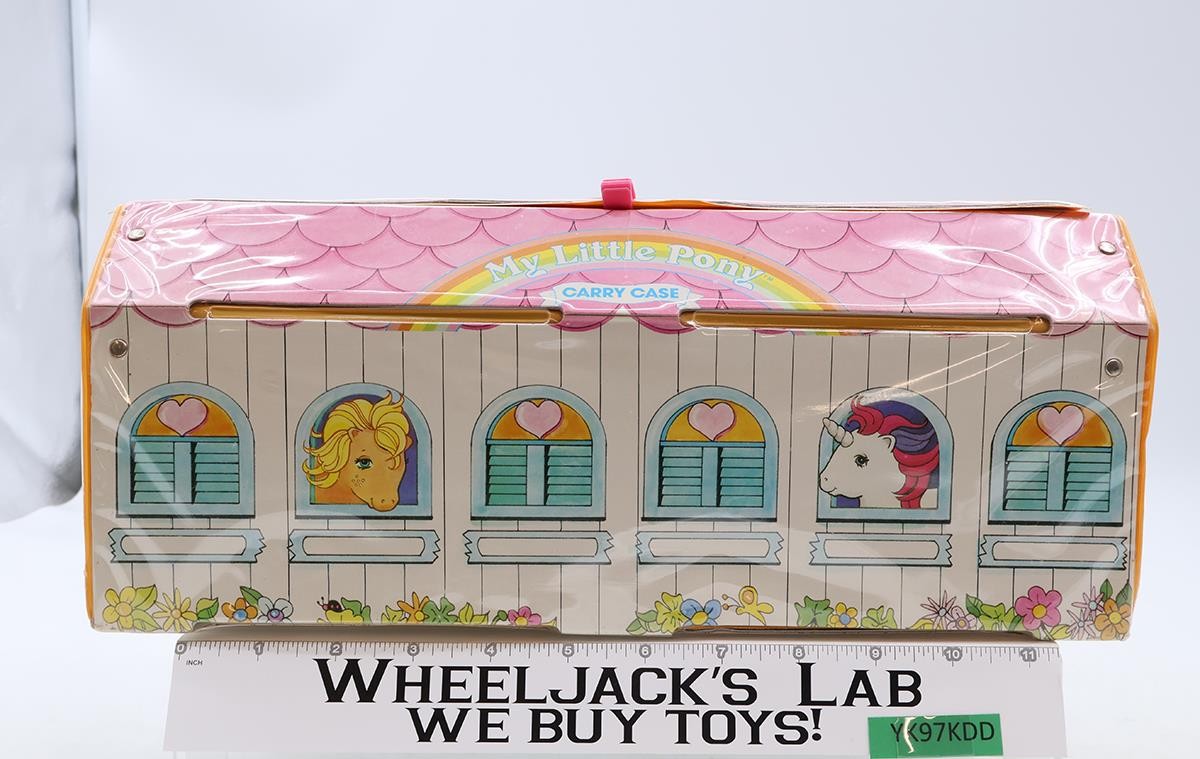 My Little Pony™
CARRY CASE
0 1 2 3 4 5 6 7 8 9 10 11
INCH
WHEELJACK'S LAB
WE BUY TOYS!
YK97KDD